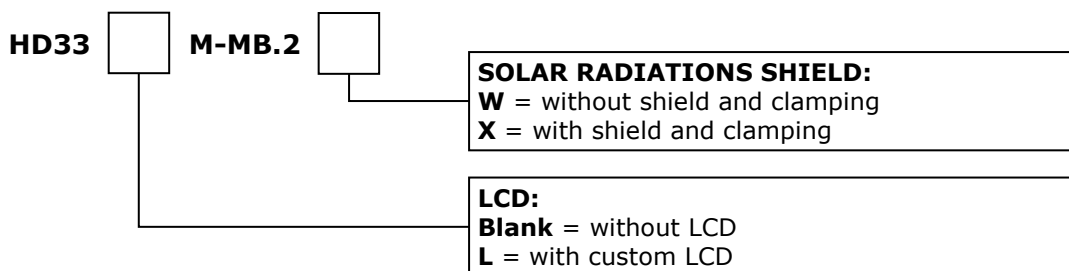 HD33 M-MB.2
SOLAR RADIATIONS SHIELD:
W = without shield and clamping
X = with shield and clamping
LCD:
Blank = without LCD
L = with custom LCD